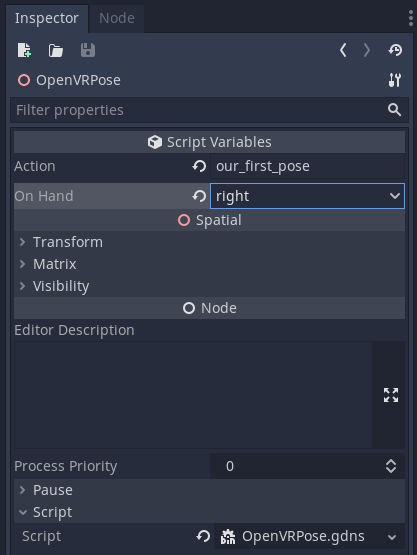 Inspector Node
OpenVRPose
Filter properties
Script Variables
Action our_first_pose
On Hand right
Spatial
Transform
Matrix
Visibility
Node
Editor Description
Process Priority 0
Pause
Script
Script OpenVRPose.gdns